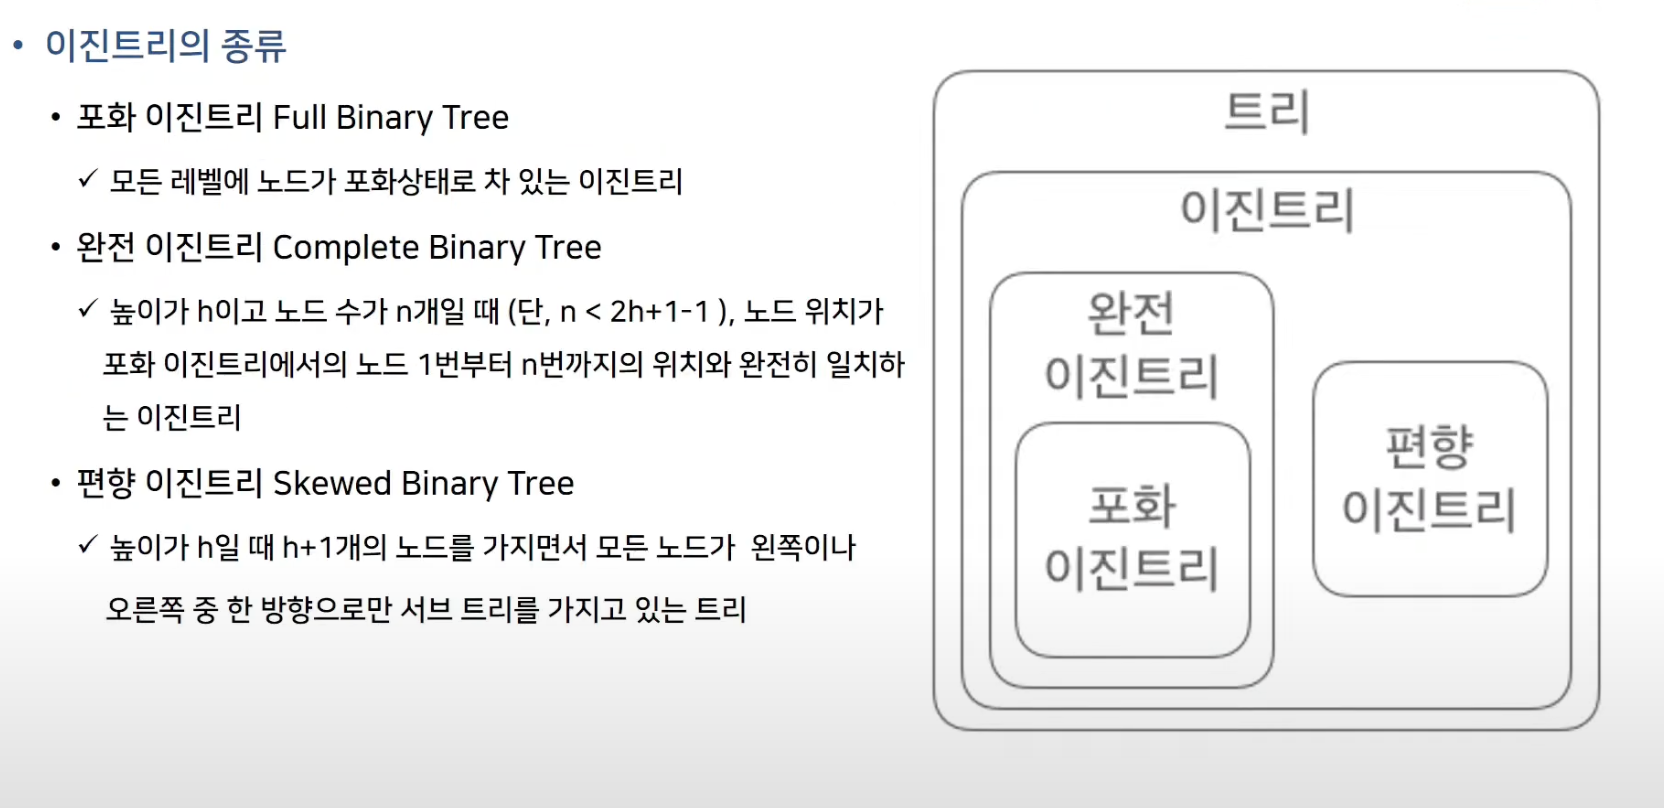 • 이진트리의 종류
• 포화 이진트리 Full Binary Tree
✓ 모든 레벨에 노드가 포화상태로 차 있는 이진트리
• 완전 이진트리 Complete Binary Tree
✓ 높이가 h이고 노드 수가 n개일 때 (단, n < 2h+1-1 ), 노드 위치가
포화 이진트리에서의 노드 1번부터 n번까지의 위치와 완전히 일치하
는 이진트리
• 편향 이진트리 Skewed Binary Tree
✓ 높이가 h일 때 h+1개의 노드를 가지면서 모든 노드가 왼쪽이나
오른쪽 중 한 방향으로만 서브 트리를 가지고 있는 트리
트리
이진트리
완전
이진트리
포화
이진트리
편향
이진트리